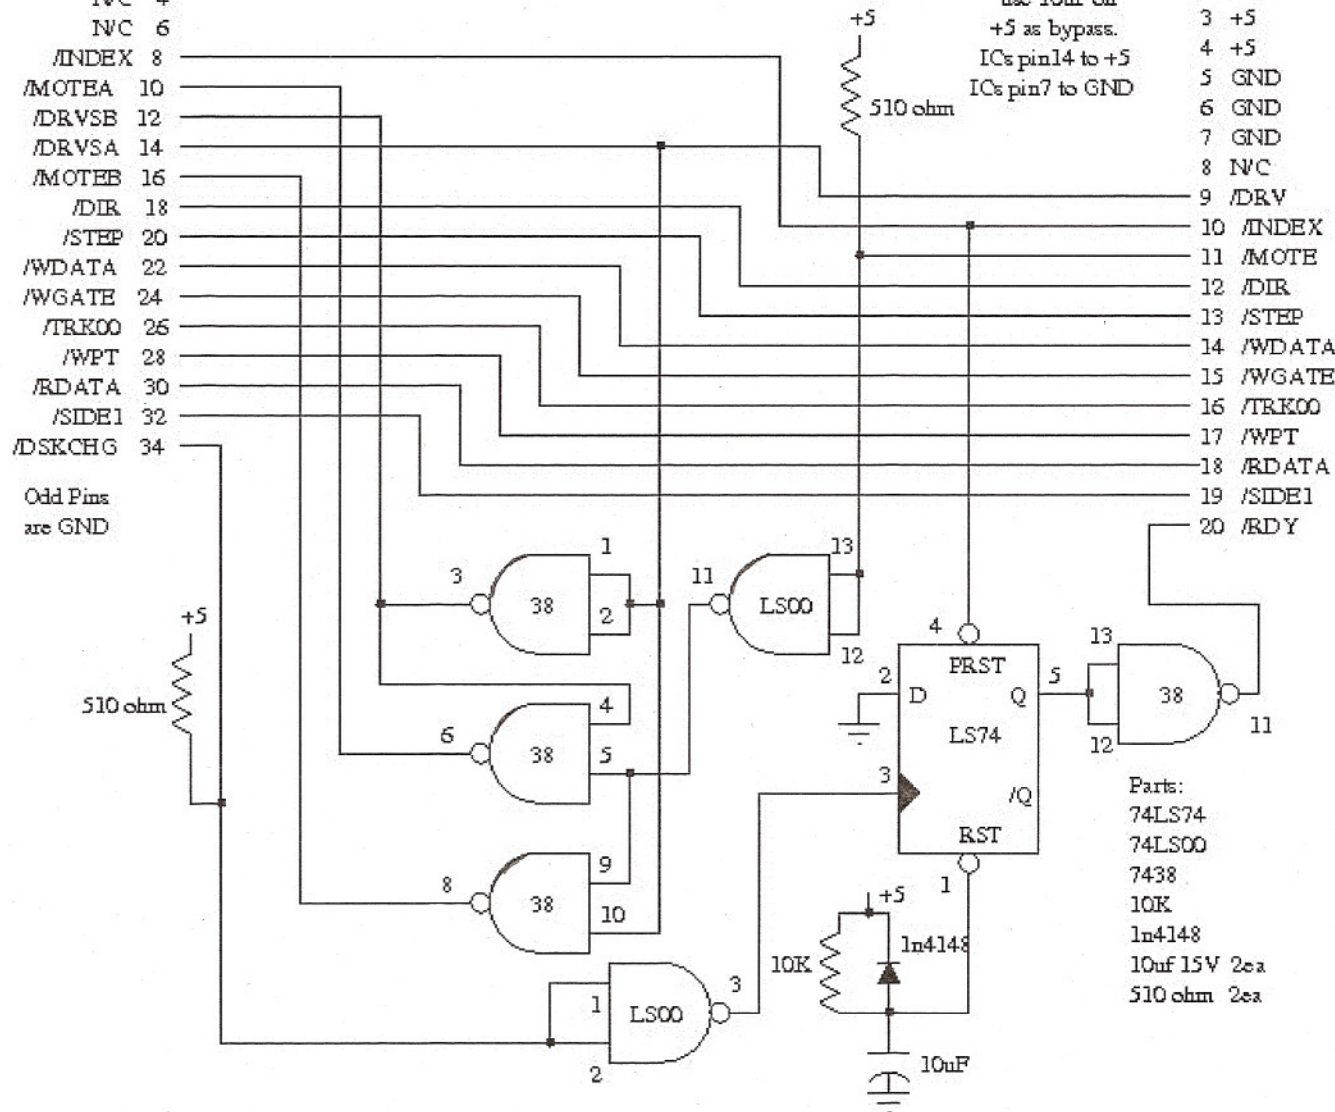 N/C 4
N/C 6
/INDEX 8
/MOTEA 10
/DRVSB 12
/DRVSA 14
/MOTEB 16
/DIR 18
/STEP 20
/WDATA 22
/WGATE 24
/TRK00 26
/WPT 28
/RDATA 30
/SIDE1 32
/DSKCHG 34
Odd Pins
are GND
+5
510 ohm
+5
510 ohm
+5 as bypass.
ICs pin14 to +5
ICs pin7 to GND
3 +5
4 +5
5 GND
6 GND
7 GND
8 N/C
9 /DRV
10 /INDEX
11 /MOTE
12 /DIR
13 /STEP
14 /WDATA
15 /WGATE
16 /TRK00
17 /WPT
18 /RDATA
19 /SIDE1
20 /RDY
3 38 1
2
11 LS00 13
12
6 38 4
5
8 38 9
10
1 LS00 3
2
4
PRST
2 D Q 5
LS74
3 /Q
RST
1
13
38
12 11
+5
10K 1n4148
10uF
Parts:
74LS74
74LS00
7438
10K
1n4148
10uf 15V 2ea
510 ohm 2ea